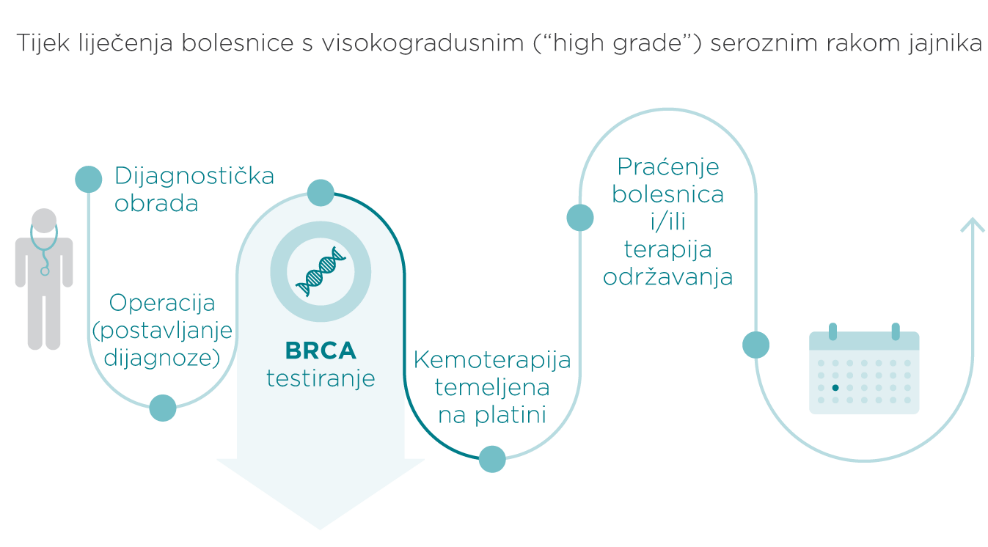 Tijek liječenja bolesnice s visokogradusnim (“high grade”) seroznim rakom jajnika
Dijagnostička
obrada
Operacija
(postavljanje
dijagnoze)
BRCA
testiranje
Kemoterapija
temeljena
na platini
Praćenje
bolesnica
i/ili
terapija
održavanja